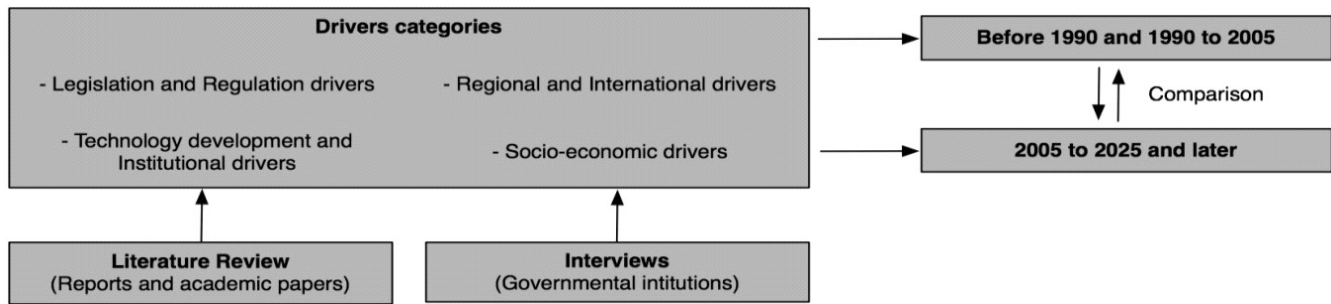 Drivers categories
- Legislation and Regulation drivers
- Regional and International drivers
- Technology development and
Institutional drivers
- Socio-economic drivers
Before 1990 and 1990 to 2005
Comparison
2005 to 2025 and later
Literature Review
(Reports and academic papers)
Interviews
(Governmental intitutions)